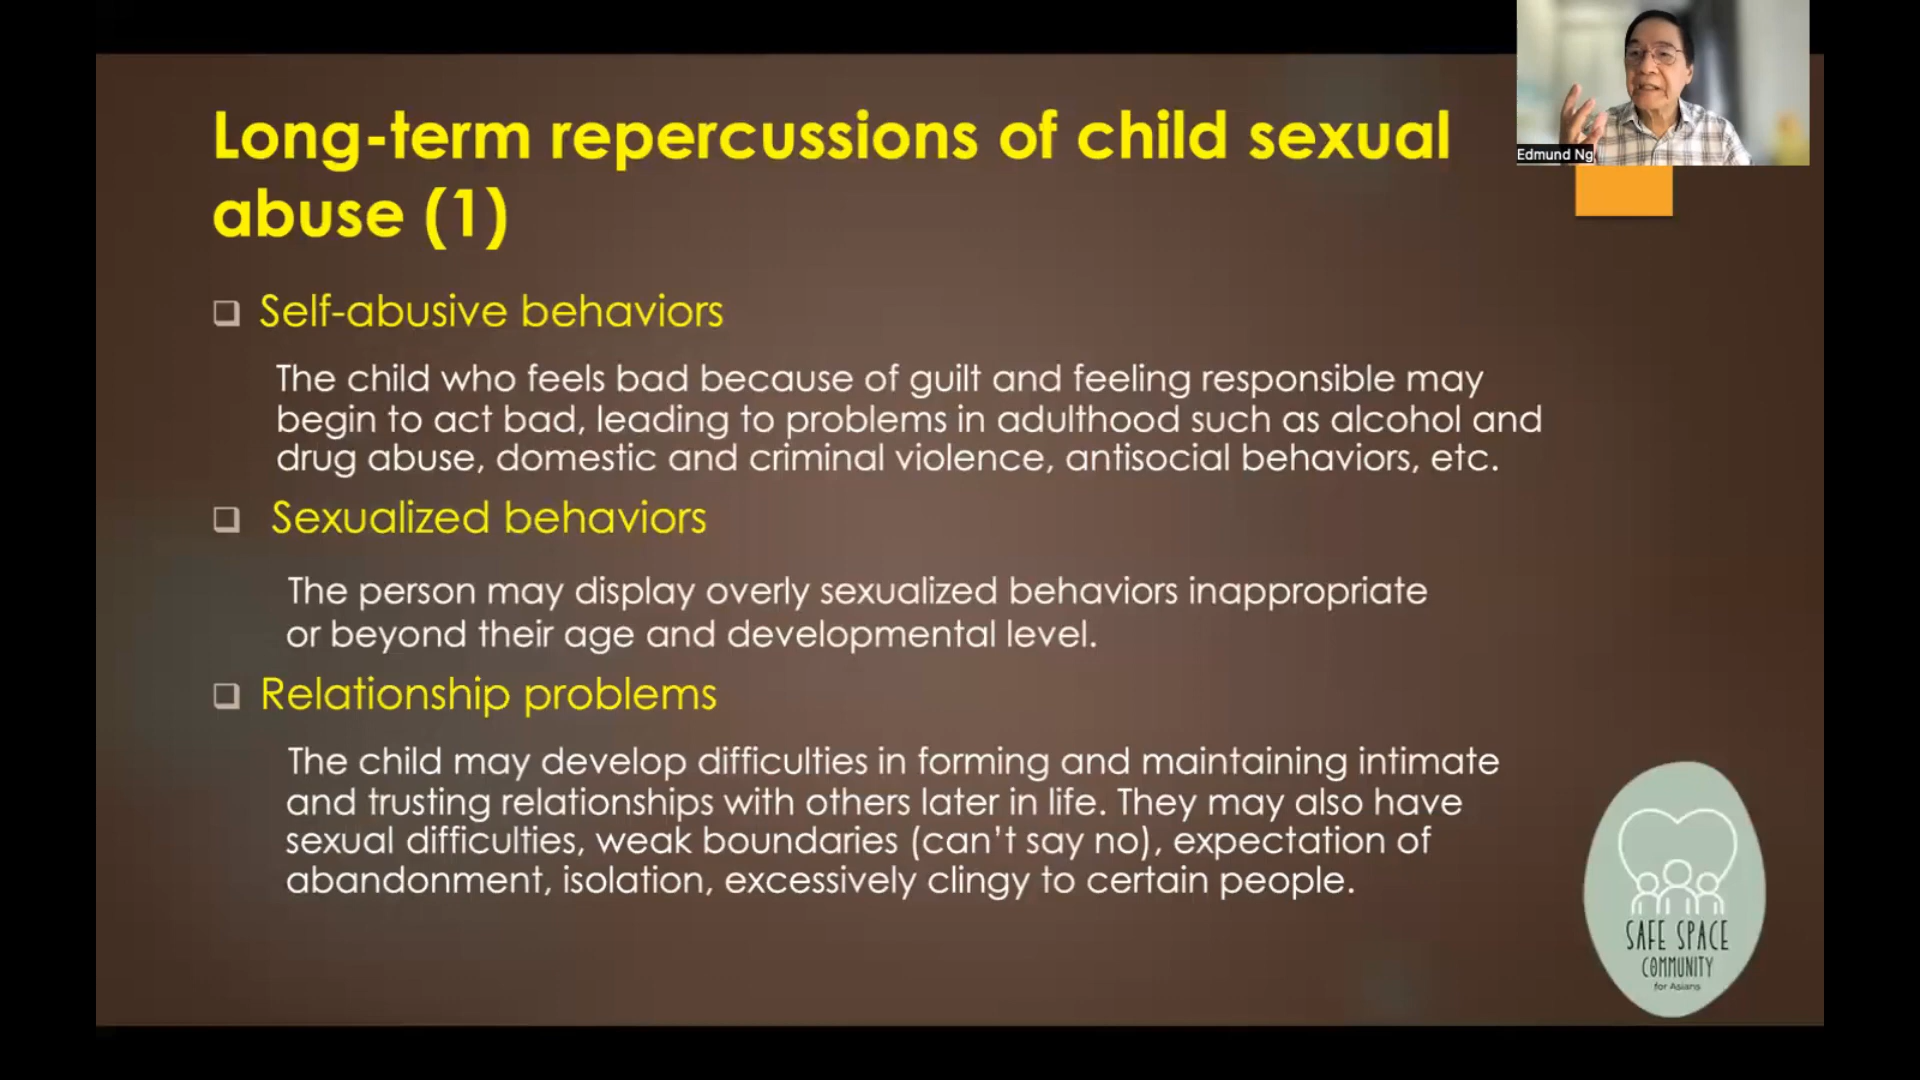 Long-term repercussions of child sexual
abuse (1)
Edmund Ng
Self-abusive behaviors
The child who feels bad because of guilt and feeling responsible may
begin to act bad, leading to problems in adulthood such as alcohol and
drug abuse, domestic and criminal violence, antisocial behaviors, etc.
Sexualized behaviors
The person may display overly sexualized behaviors inappropriate
or beyond their age and developmental level.
Relationship problems
The child may develop difficulties in forming and maintaining intimate
and trusting relationships with others later in life. They may also have
sexual difficulties, weak boundaries (can't say no), expectation of
abandonment, isolation, excessively clingy to certain people.
SAFE SPACE
COMMUNITY
for Asians